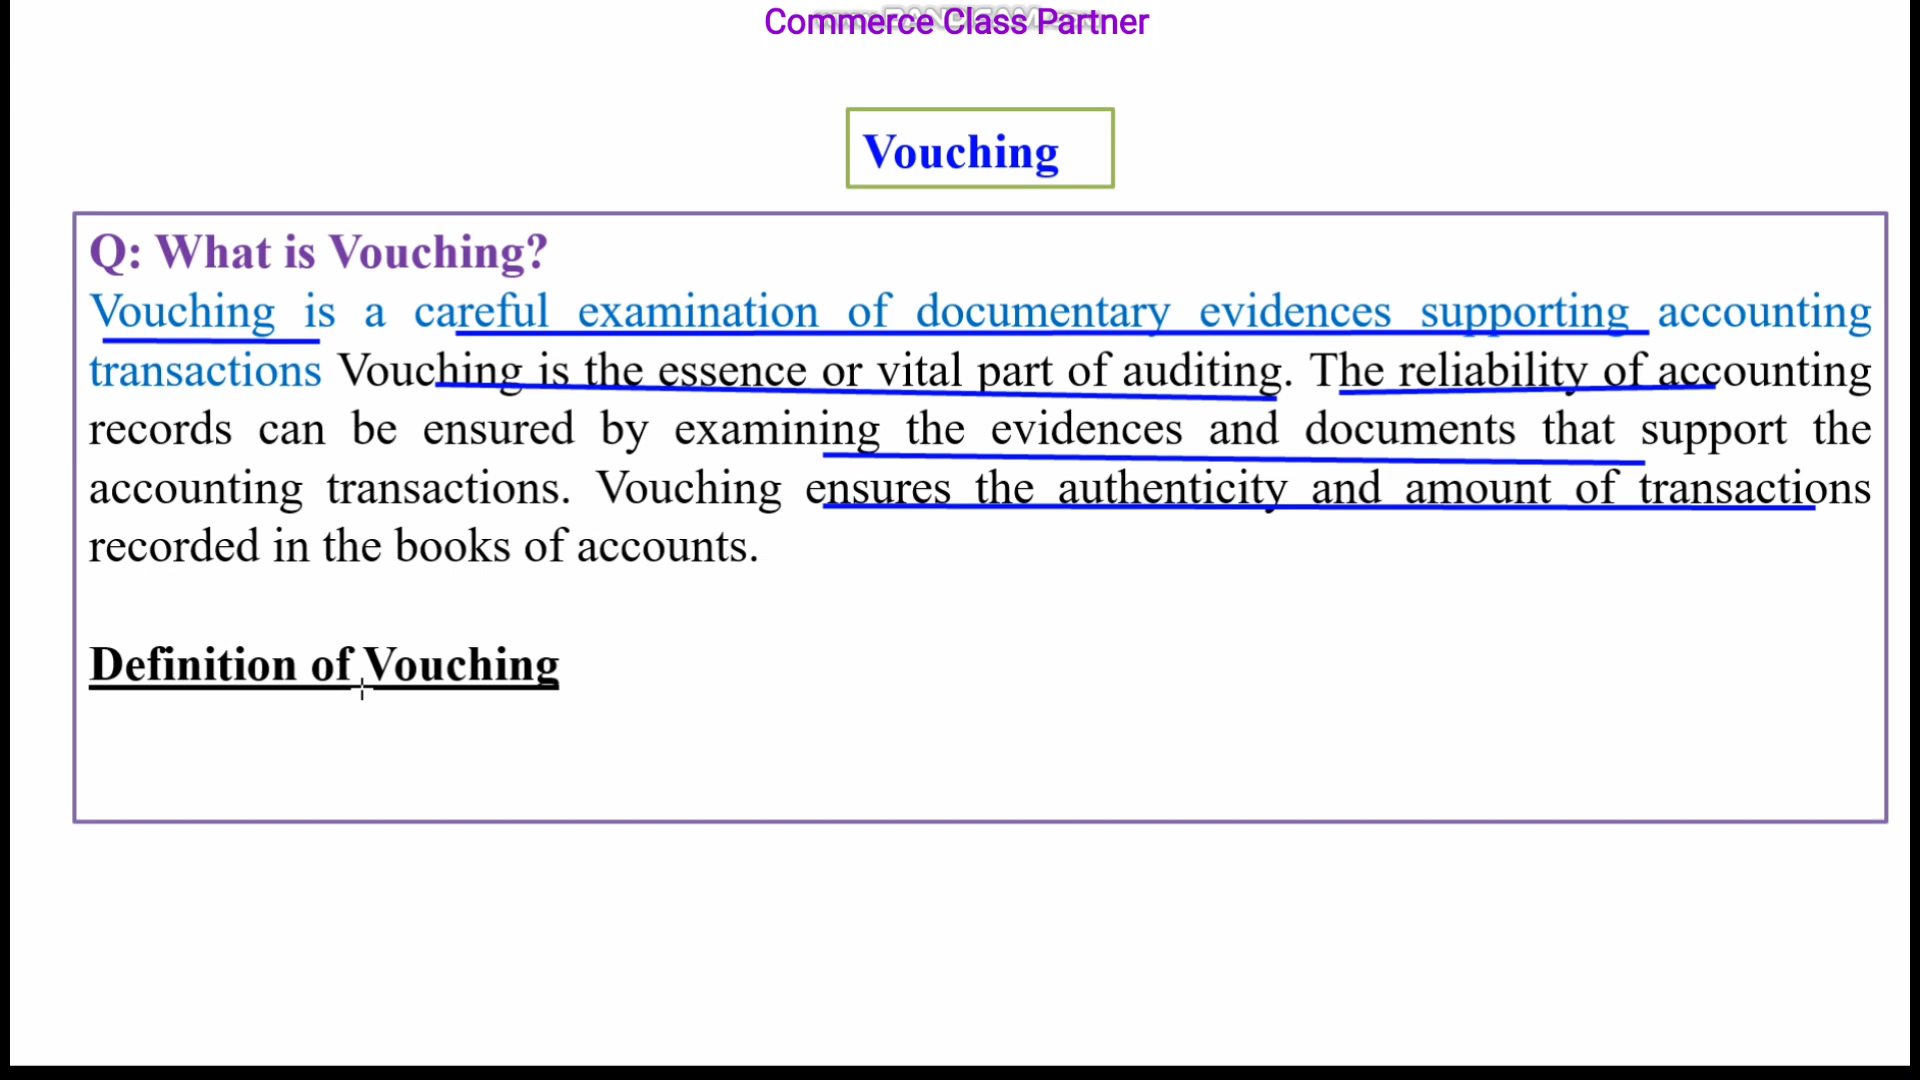 Commerce Class Partner
Vouching
Q: What is Vouching?
Vouching is a careful examination of documentary evidences supporting accounting
transactions Vouching is the essence or vital part of auditing. The reliability of accounting
records can be ensured by examining the evidences and documents that support the
accounting transactions. Vouching ensures the authenticity and amount of transactions
recorded in the books of accounts.
Definition of Vouching